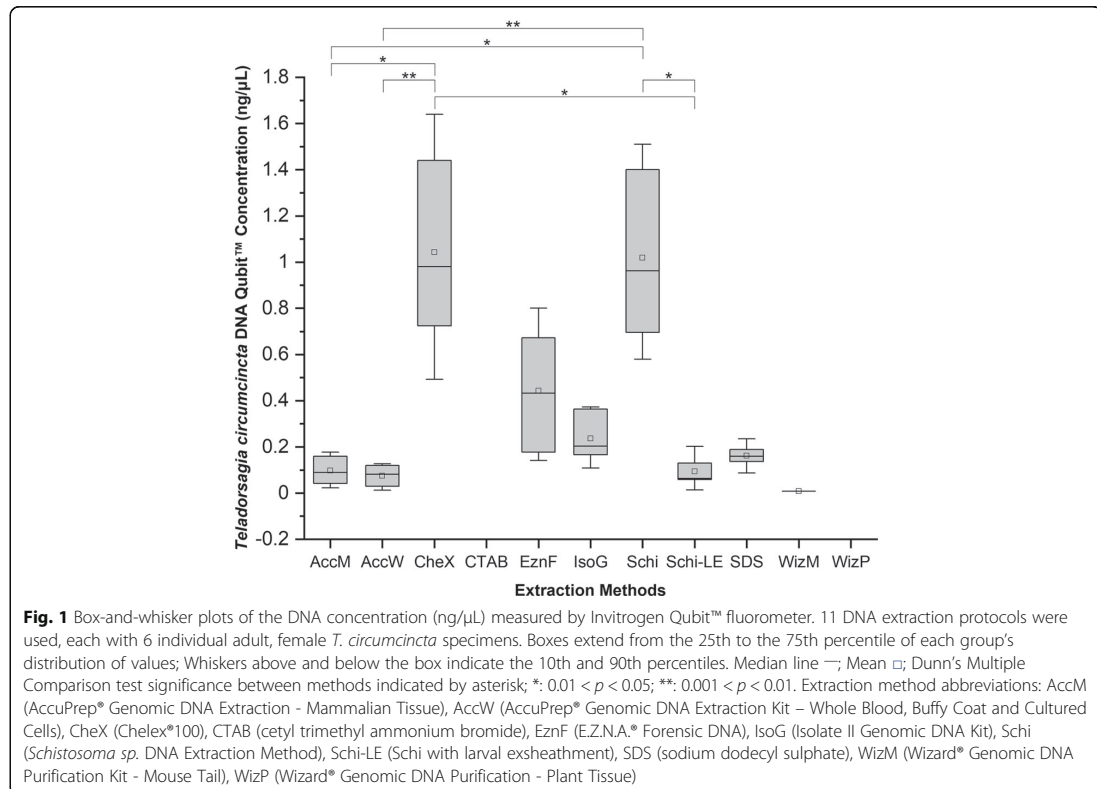 **
*
*
**
*
*
Teladorsagia circumcincta DNA Qubit™ Concentration (ng/µL)
1.8
1.6
1.4
1.2
1
0.8
0.6
0.4
0.2
0
-0.2
AccM AccW CheX CTAB EznF IsoG Schi Schi-LE SDS WizM WizP
Extraction Methods
Fig. 1 Box-and-whisker plots of the DNA concentration (ng/µL) measured by Invitrogen Qubit™ fluorometer. 11 DNA extraction protocols were
used, each with 6 individual adult, female T. circumcincta specimens. Boxes extend from the 25th to the 75th percentile of each group's
distribution of values; Whiskers above and below the box indicate the 10th and 90th percentiles. Median line —; Mean □; Dunn's Multiple
Comparison test significance between methods indicated by asterisk; *: 0.01 < p < 0.05; **: 0.001 < p < 0.01. Extraction method abbreviations: AccM
(AccuPrep® Genomic DNA Extraction - Mammalian Tissue), AccW (AccuPrep® Genomic DNA Extraction Kit – Whole Blood, Buffy Coat and Cultured
Cells), CheX (Chelex®100), CTAB (cetyl trimethyl ammonium bromide), EznF (E.Z.N.A.® Forensic DNA), IsoG (Isolate II Genomic DNA Kit), Schi
(Schistosoma sp. DNA Extraction Method), Schi-LE (Schi with larval exsheathment), SDS (sodium dodecyl sulphate), WizM (Wizard® Genomic DNA
Purification Kit - Mouse Tail), WizP (Wizard® Genomic DNA Purification - Plant Tissue)